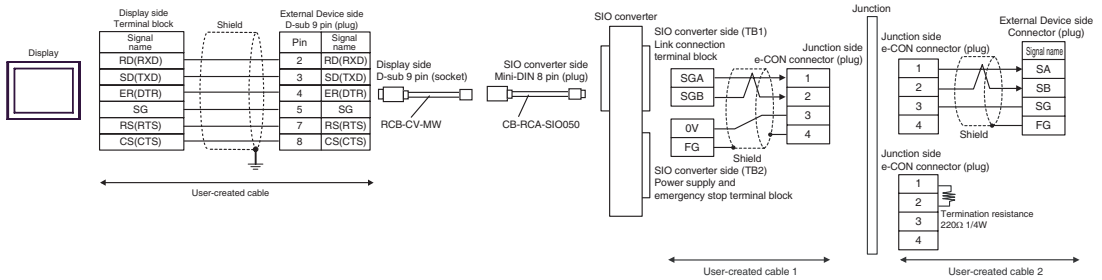 Display
Display side
Terminal block
Shield
External Device side
D-sub 9 pin (plug)
Signal
name
Pin
Signal
name
RD(RXD)
2
RD(RXD)
SD(TXD)
3
SD(TXD)
ER(DTR)
4
ER(DTR)
SG
5
SG
RS(RTS)
7
RS(RTS)
CS(CTS)
8
CS(CTS)
User-created cable
Display side
D-sub 9 pin (socket)
RCB-CV-MW
SIO converter side
Mini-DIN 8 pin (plug)
CB-RCA-SIO050
SIO converter
SIO converter side (TB1)
Link connection
terminal block
SGA
SGB
0V
FG
Shield
SIO converter side (TB2)
Power supply and
emergency stop terminal block
Junction side
e-CON connector (plug)
1
2
3
4
User-created cable 1
Junction
Junction side
e-CON connector (plug)
1
2
3
4
Shield
External Device side
Connector (plug)
Signal name
SA
SB
SG
FG
Junction side
e-CON connector (plug)
1
2
3
4
Termination resistance
220Ω 1/4W
User-created cable 2